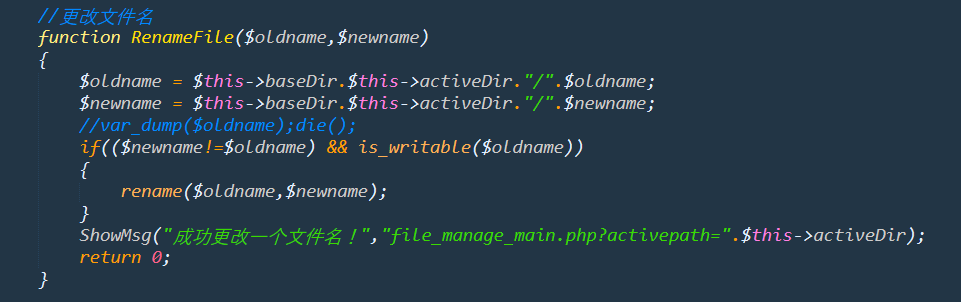 //更改文件名
function RenameFile($oldname,$newname)
{
$oldname = $this->baseDir.$this->activeDir."/".$oldname;
$newname = $this->baseDir.$this->activeDir."/".$newname;
//var_dump($oldname);die();
if(($newname!=$oldname) && is_writable($oldname))
{
rename($oldname,$newname);
}
ShowMsg("成功更改一个文件名！","file_manage_main.php?activepath=".$this->activeDir);
return 0;
}